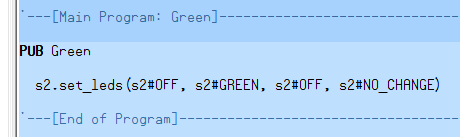 '---[Main Program: Green]------------------------------
PUB Green
s2.set_leds(s2#OFF, s2#GREEN, s2#OFF, s2#NO_CHANGE)
'---[End of Program]-----------------------------------